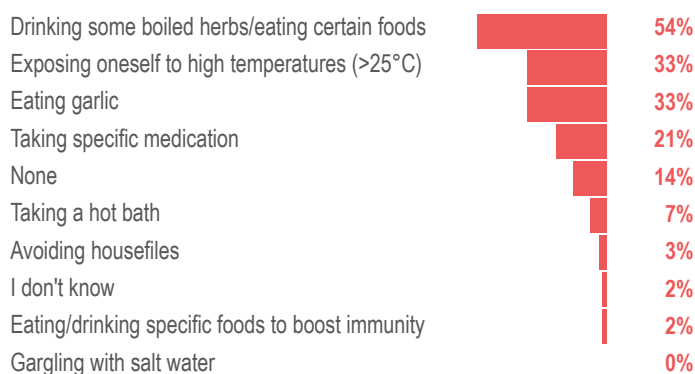 Drinking some boiled herbs/eating certain foods 54%
Exposing oneself to high temperatures (>25°C) 33%
Eating garlic 33%
Taking specific medication 21%
None 14%
Taking a hot bath 7%
Avoiding housefiles 3%
I don't know 2%
Eating/drinking specific foods to boost immunity 2%
Gargling with salt water 0%